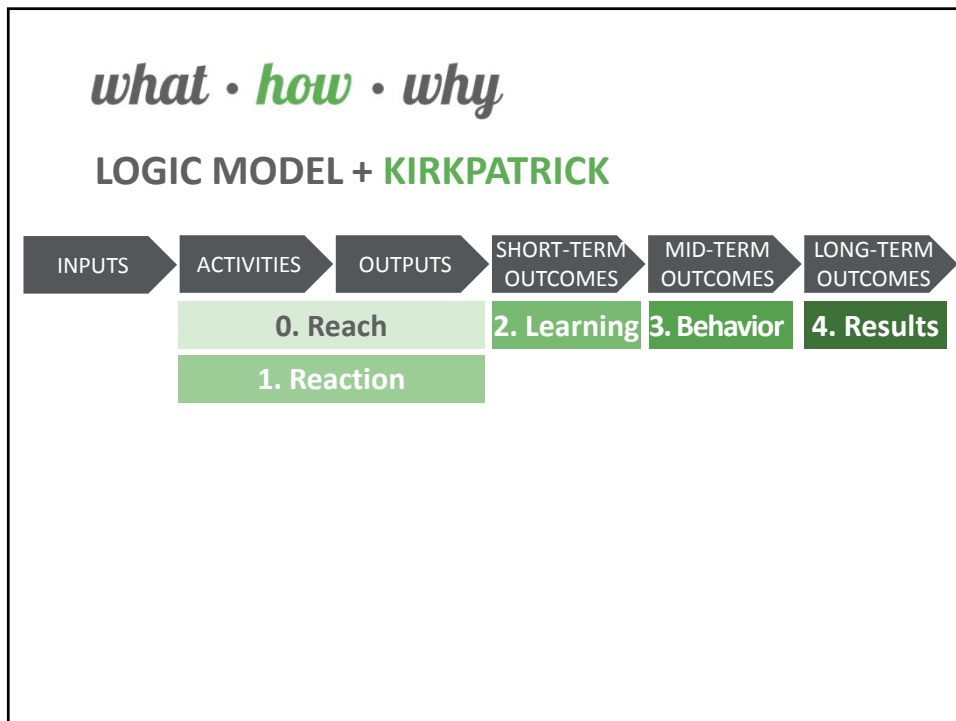 what • how • why
LOGIC MODEL + KIRKPATRICK
INPUTS
ACTIVITIES
OUTPUTS
SHORT-TERM
OUTCOMES
MID-TERM
OUTCOMES
LONG-TERM
OUTCOMES
0. Reach
2. Learning
3. Behavior
4. Results
1. Reaction